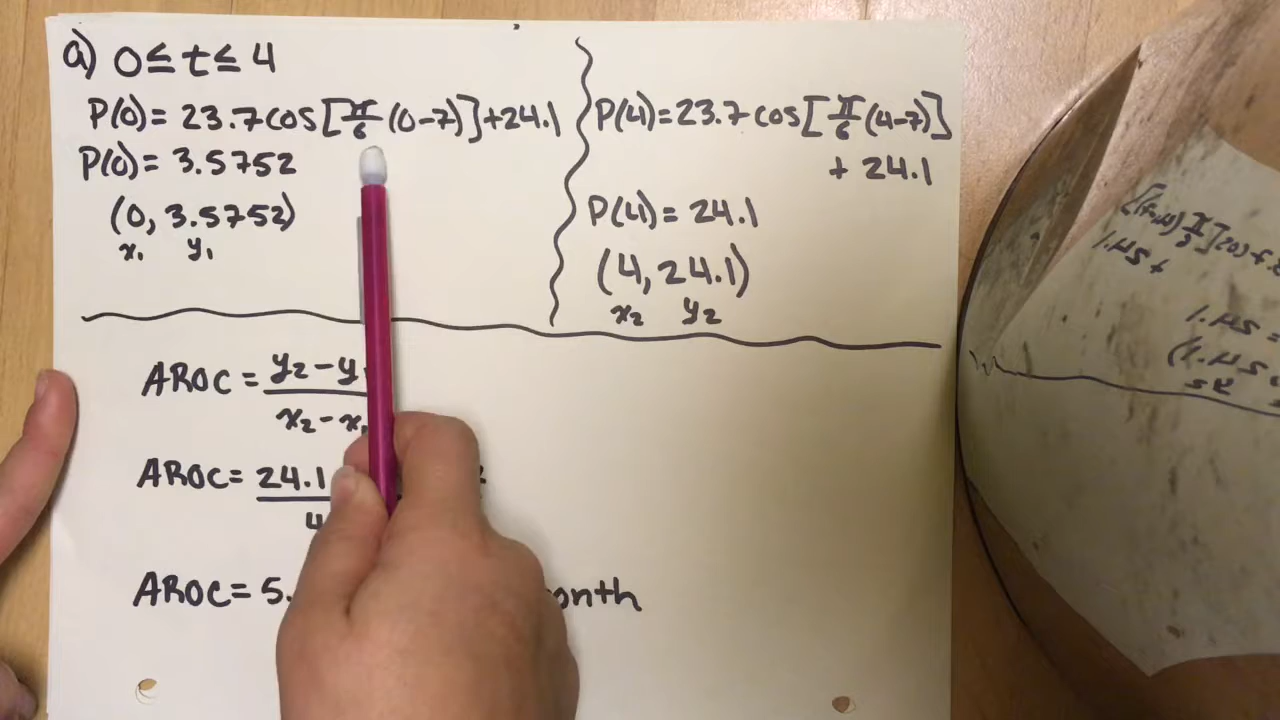 a) 0 ≤ t ≤ 4
P(0) = 23.7cos[π/6 (0-7)]+24.1
P(0) = 3.5752
(0, 3.5752)
x₁ y₁
P(4)=23.7cos[π/6(4-7)]
+ 24.1
P(4) = 24.1
(4, 24.1)
x₂ y₂
AROC = y₂-y
x₂-x₁
AROC = 24.1
4
AROC = 5.